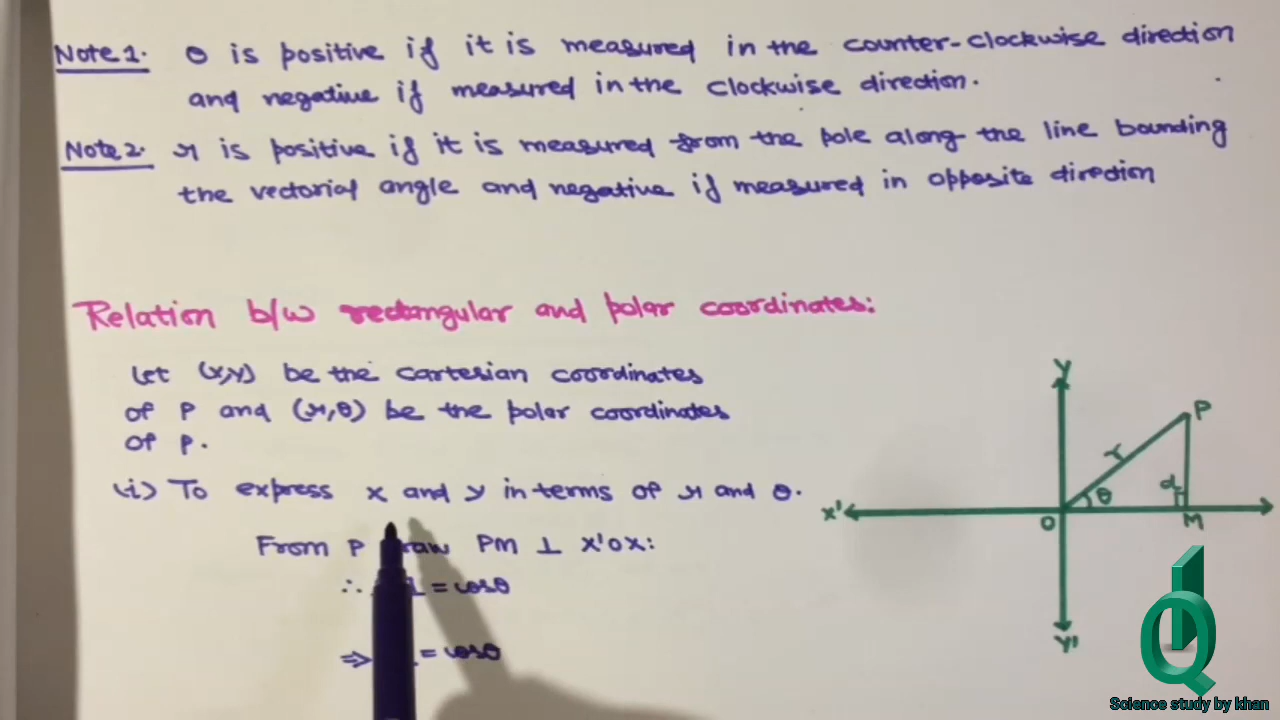 Note 1. θ is positive if it is measured in the counter-clockwise direction
and negative if measured in the clockwise direction.
Note 2. r is positive if it is measured from the pole along the line bounding
the vectorial angle and negative if measured in opposite direction
Relation b/w rectangular and polar coordinates:
Let (x,y) be the cartesian coordinates
of P and (r,θ) be the polar coordinates
of P.
(i) To express x and y in terms of r and θ.
From P draw PM ⊥ X'OX:
∴ = cosθ
⇒ = cosθ
Y
P
r
θ
X'
O
M
Y'
Science study by khan